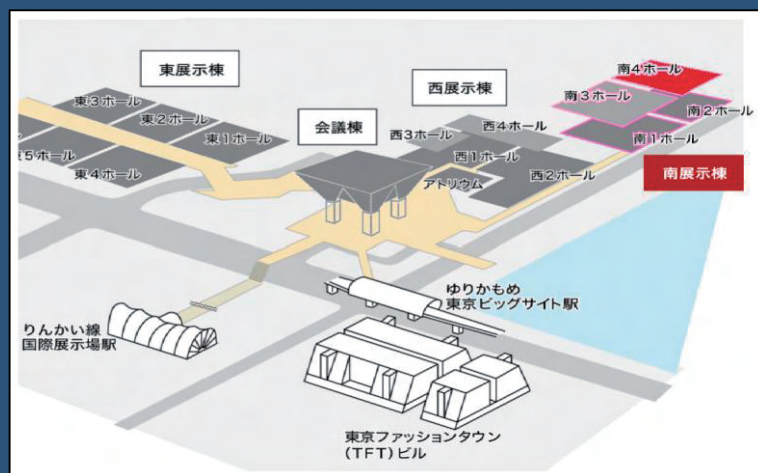 東展示棟
東3ホール
東2ホール
東1ホール
東5ホール
東4ホール
会議棟
西展示棟
西3ホール
西4ホール
西1ホール
西2ホール
アトリウム
南4ホール
南3ホール
南2ホール
南1ホール
南展示棟
りんかい線
国際展示場駅
ゆりかもめ
東京ビッグサイト駅
東京ファッションタウン
(TFT)ビル